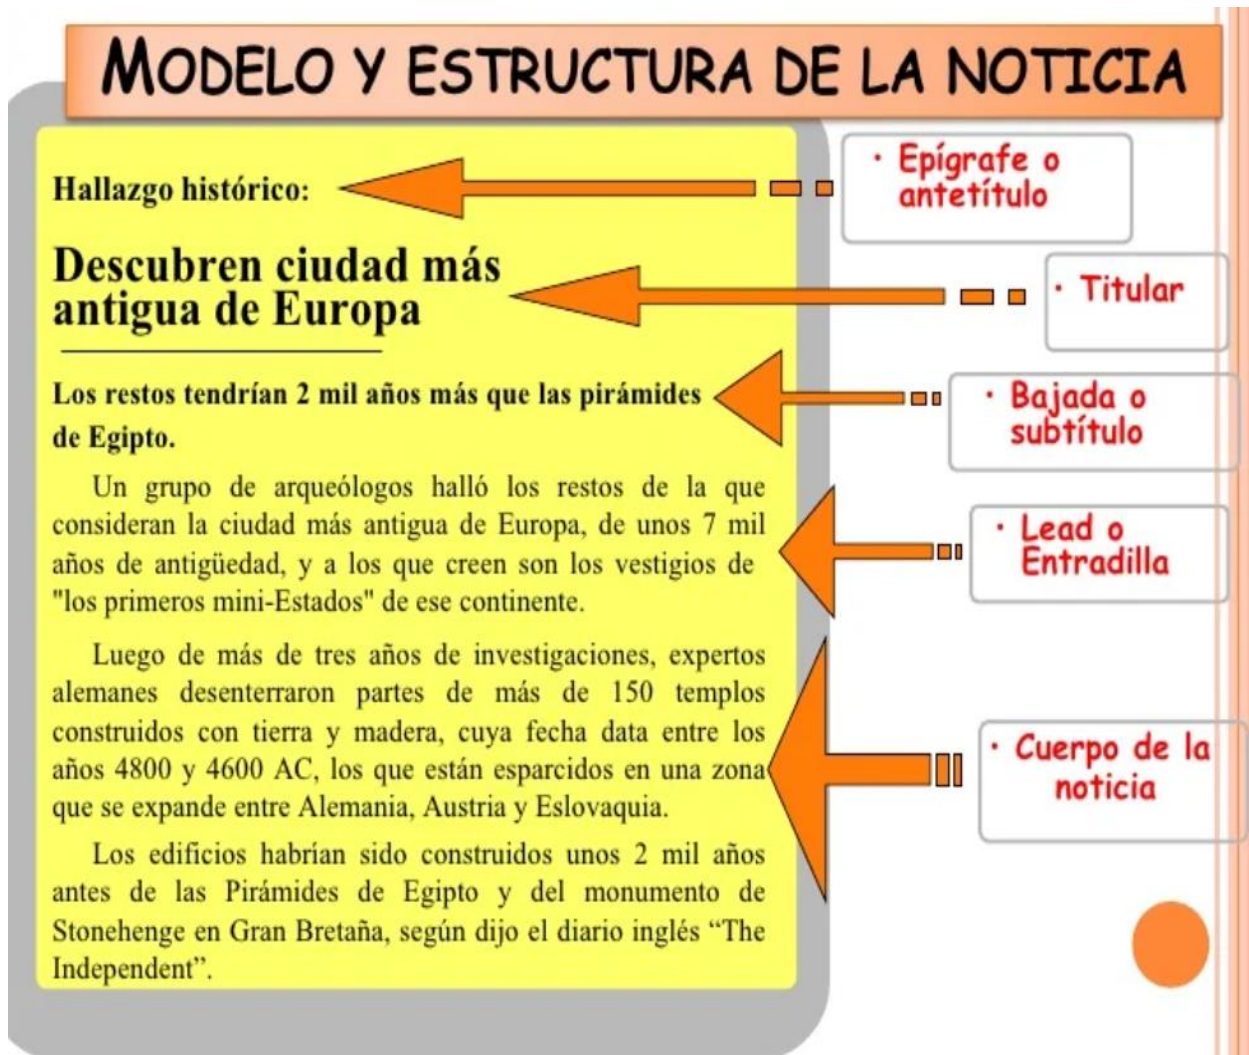 MODELO Y ESTRUCTURA DE LA NOTICIA
Hallazgo histórico:
· Epígrafe o
antetítulo
Descubren ciudad más
antigua de Europa
· Titular
Los restos tendrían 2 mil años más que las pirámides
de Egipto.
· Bajada o
subtítulo
Un grupo de arqueólogos halló los restos de la que
consideran la ciudad más antigua de Europa, de unos 7 mil
años de antigüedad, y a los que creen son los vestigios de
"los primeros mini-Estados" de ese continente.
· Lead o
Entradilla
Luego de más de tres años de investigaciones, expertos
alemanes desenterraron partes de más de 150 templos
construidos con tierra y madera, cuya fecha data entre los
años 4800 y 4600 AC, los que están esparcidos en una zona
que se expande entre Alemania, Austria y Eslovaquia.
Los edificios habrían sido construidos unos 2 mil años
antes de las Pirámides de Egipto y del monumento de
Stonehenge en Gran Bretaña, según dijo el diario inglés “The
Independent”.
· Cuerpo de la
noticia